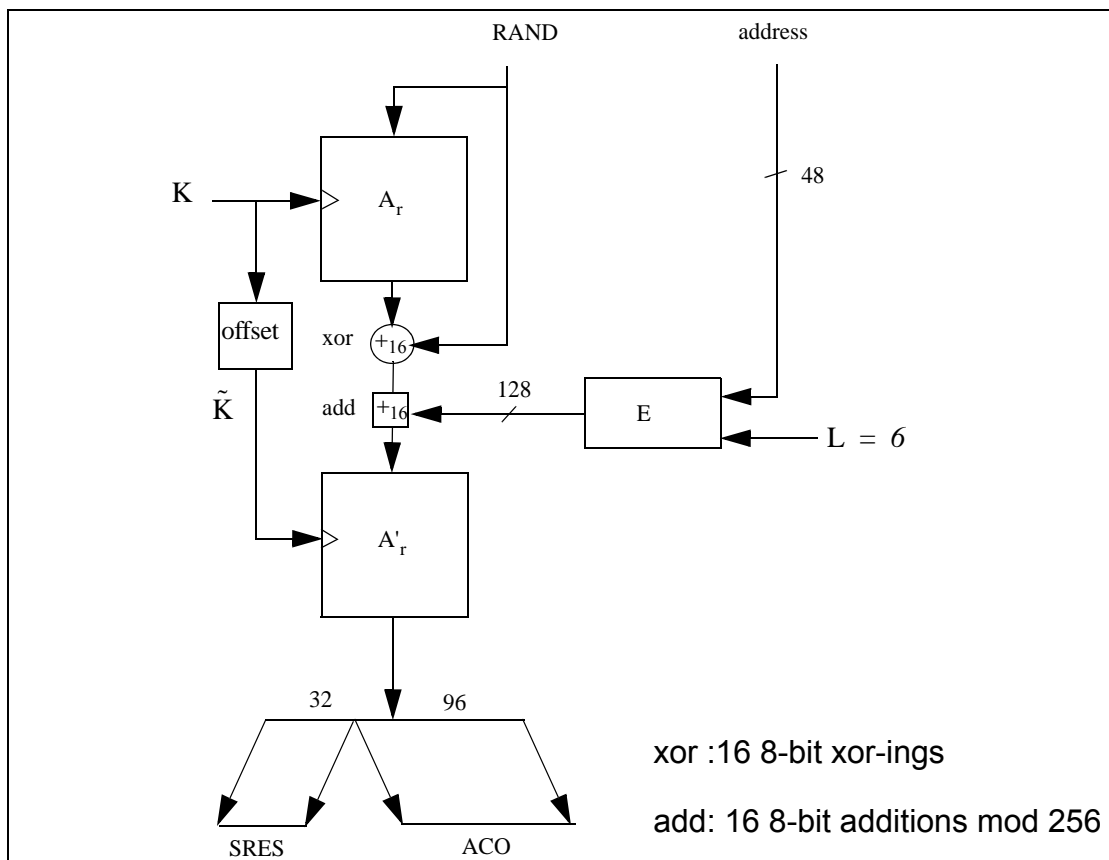 RAND address
48
K
A_r
offset
xor +16
K̃
128
add +16
E
L = 6
A'_r
32 96
xor :16 8-bit xor-ings
add: 16 8-bit additions mod 256
SRES ACO